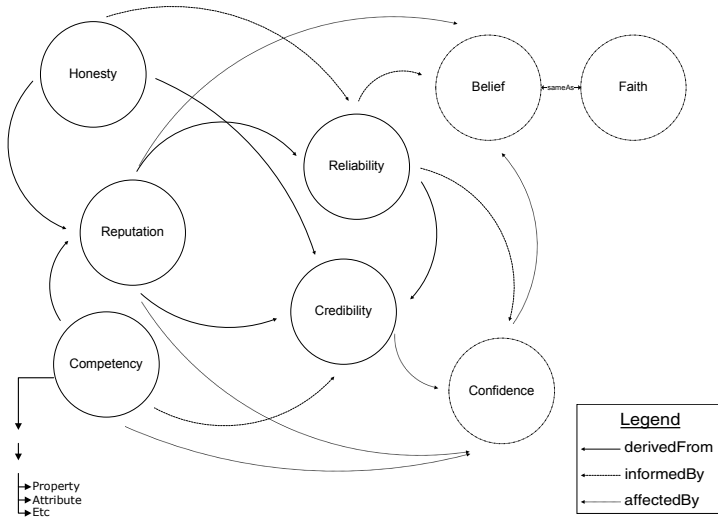 Honesty
Belief
sameAs
Faith
Reliability
Reputation
Credibility
Competency
Confidence
Property
Attribute
Etc
Legend
derivedFrom
informedBy
affectedBy